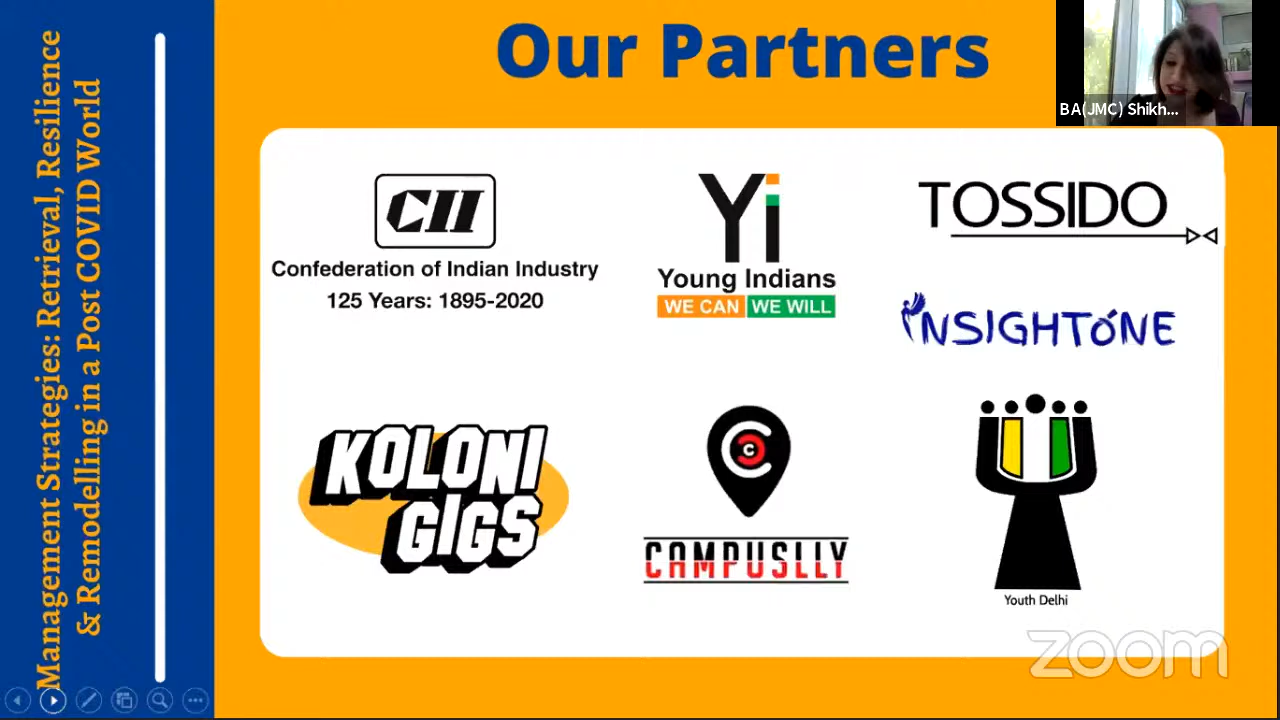 Management Strategies: Retrieval, Resilience
& Remodelling in a Post COVID World
Our Partners
BA(JMC) Shikh...
CII
Confederation of Indian Industry
125 Years: 1895-2020
Yi
Young Indians
WE CAN WE WILL
TOSSIDO
INSIGHTÓNE
KOLONI
GIGS
CAMPUSLLY
Youth Delhi
zoom